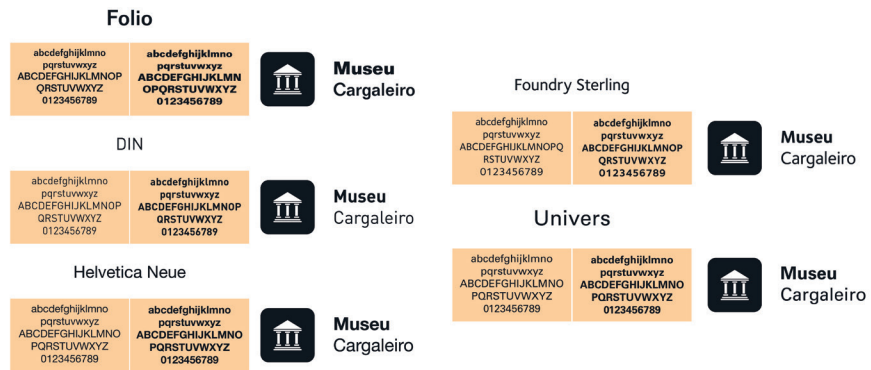 Folio
abcdefghijklmno
pqrstuvwxyz
ABCDEFGHIJKLMNOP
QRSTUVWXYZ
0123456789
abcdefghijklmno
pqrstuvwxyz
ABCDEFGHIJKLMN
OPQRSTUVWXYZ
0123456789
Museu
Cargaleiro
DIN
abcdefghijklmno
pqrstuvwxyz
ABCDEFGHIJKLMNOP
QRSTUVWXYZ
0123456789
abcdefghijklmno
pqrstuvwxyz
ABCDEFGHIJKLMNOP
QRSTUVWXYZ
0123456789
Museu
Cargaleiro
Helvetica Neue
abcdefghijklmno
pqrstuvwxyz
ABCDEFGHIJKLMNO
PQRSTUVWXYZ
0123456789
abcdefghijklmno
pqrstuvwxyz
ABCDEFGHIJKLMNO
PQRSTUVWXYZ
0123456789
Museu
Cargaleiro
Foundry Sterling
abcdefghijklmno
pqrstuvwxyz
ABCDEFGHIJKLMNOPQ
RSTUVWXYZ
0123456789
abcdefghijklmno
pqrstuvwxyz
ABCDEFGHIJKLMNOP
QRSTUVWXYZ
0123456789
Museu
Cargaleiro
Univers
abcdefghijklmno
pqrstuvwxyz
ABCDEFGHIJKLMNO
PQRSTUVWXYZ
0123456789
abcdefghijklmno
pqrstuvwxyz
ABCDEFGHIJKLMNO
PQRSTUVWXYZ
0123456789
Museu
Cargaleiro